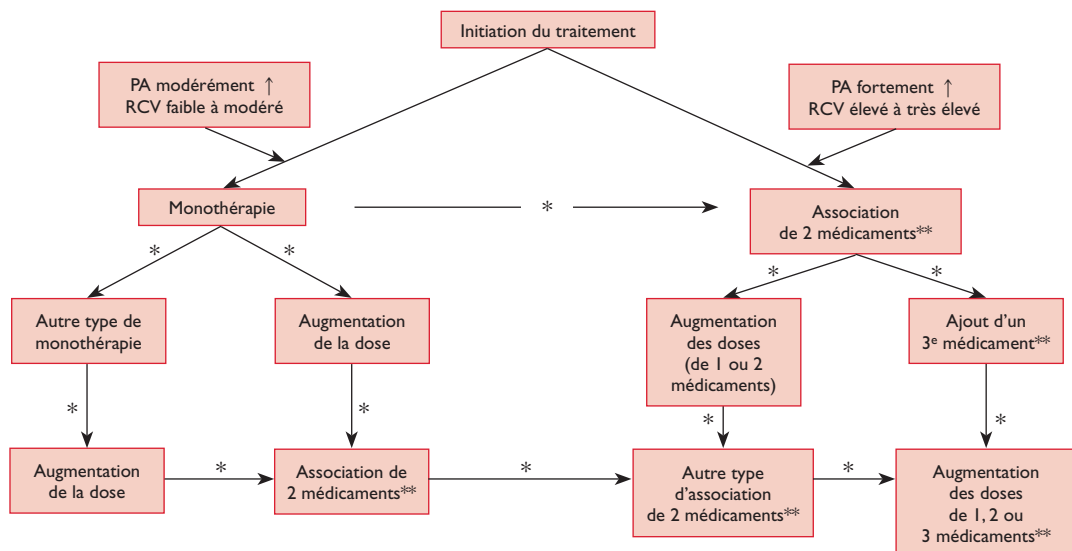 Initiation du traitement
PA modérément ↑
RCV faible à modéré
PA fortement ↑
RCV élevé à très élevé
Monothérapie
*
Association
de 2 médicaments**
*
*
*
*
Autre type de
monothérapie
Augmentation
de la dose
Augmentation
des doses
(de 1 ou 2
médicaments)
Ajout d'un
3e médicament**
*
*
*
*
Augmentation
de la dose
*
Association de
2 médicaments**
*
Autre type
d'association
de 2 médicaments**
*
Augmentation
des doses
de 1, 2 ou
3 médicaments**